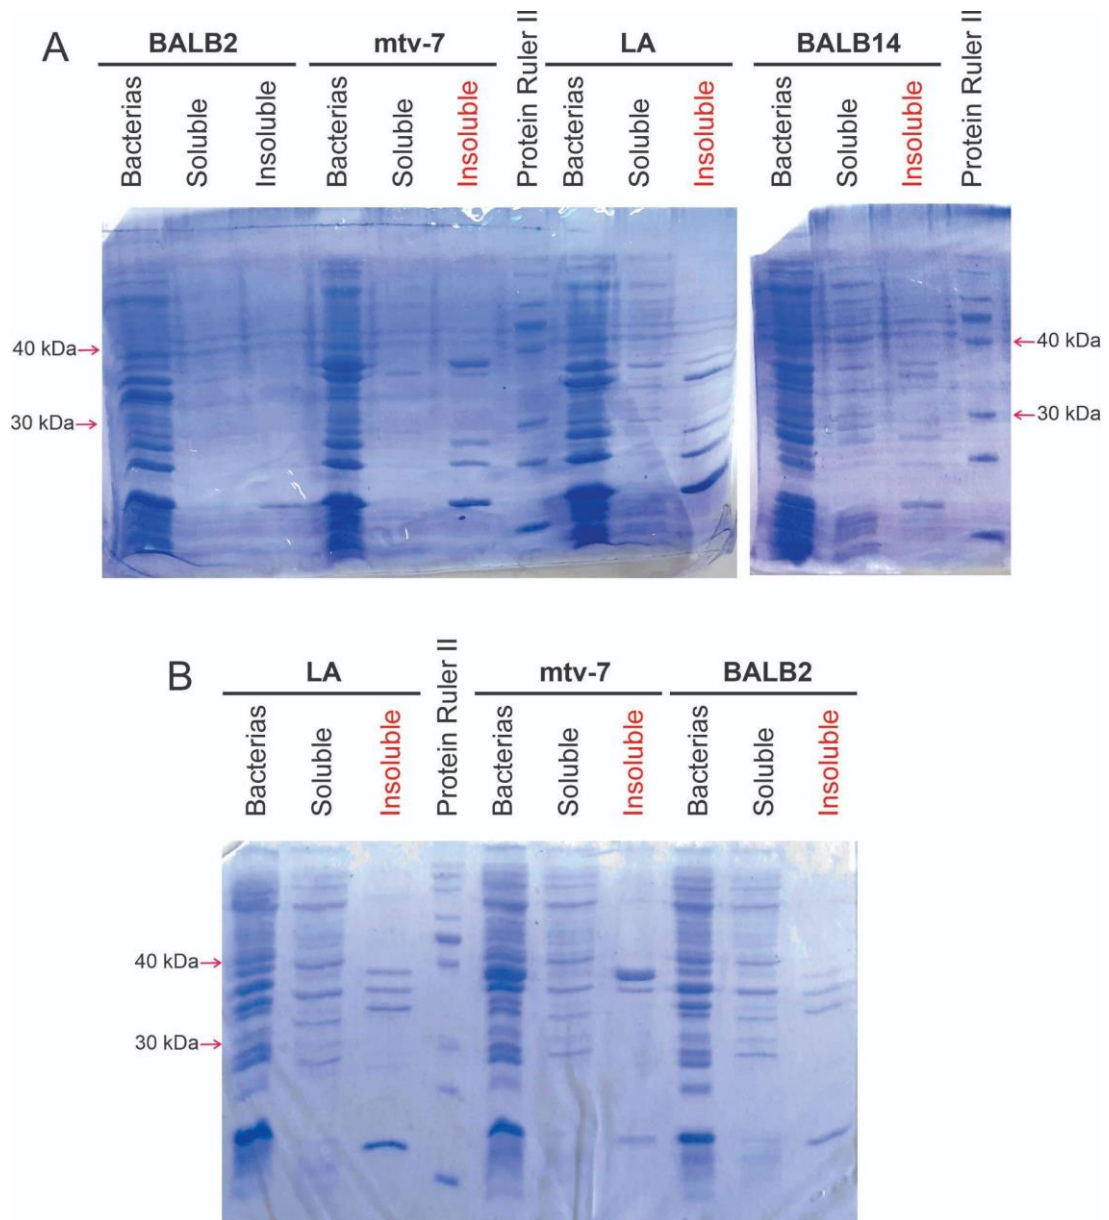 A
BALB2 mtv-7 LA BALB14
Bacterias Soluble Insoluble Bacterias Soluble Insoluble Protein Ruler II Bacterias Soluble Insoluble Bacterias Soluble Insoluble Protein Ruler II
40 kDa 40 kDa
30 kDa 30 kDa
B
LA mtv-7 BALB2
Bacterias Soluble Insoluble Protein Ruler II Bacterias Soluble Insoluble Bacterias Soluble Insoluble
40 kDa
30 kDa